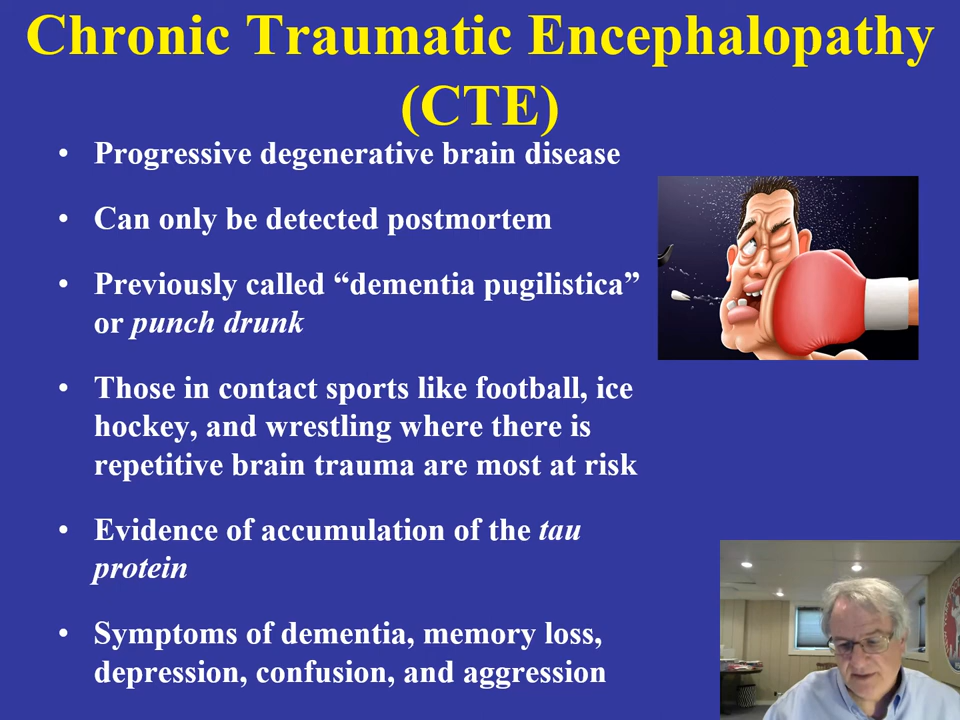 Chronic Traumatic Encephalopathy
(CTE)
• Progressive degenerative brain disease
• Can only be detected postmortem
• Previously called “dementia pugilistica”
or punch drunk
• Those in contact sports like football, ice
hockey, and wrestling where there is
repetitive brain trauma are most at risk
• Evidence of accumulation of the tau
protein
• Symptoms of dementia, memory loss,
depression, confusion, and aggression